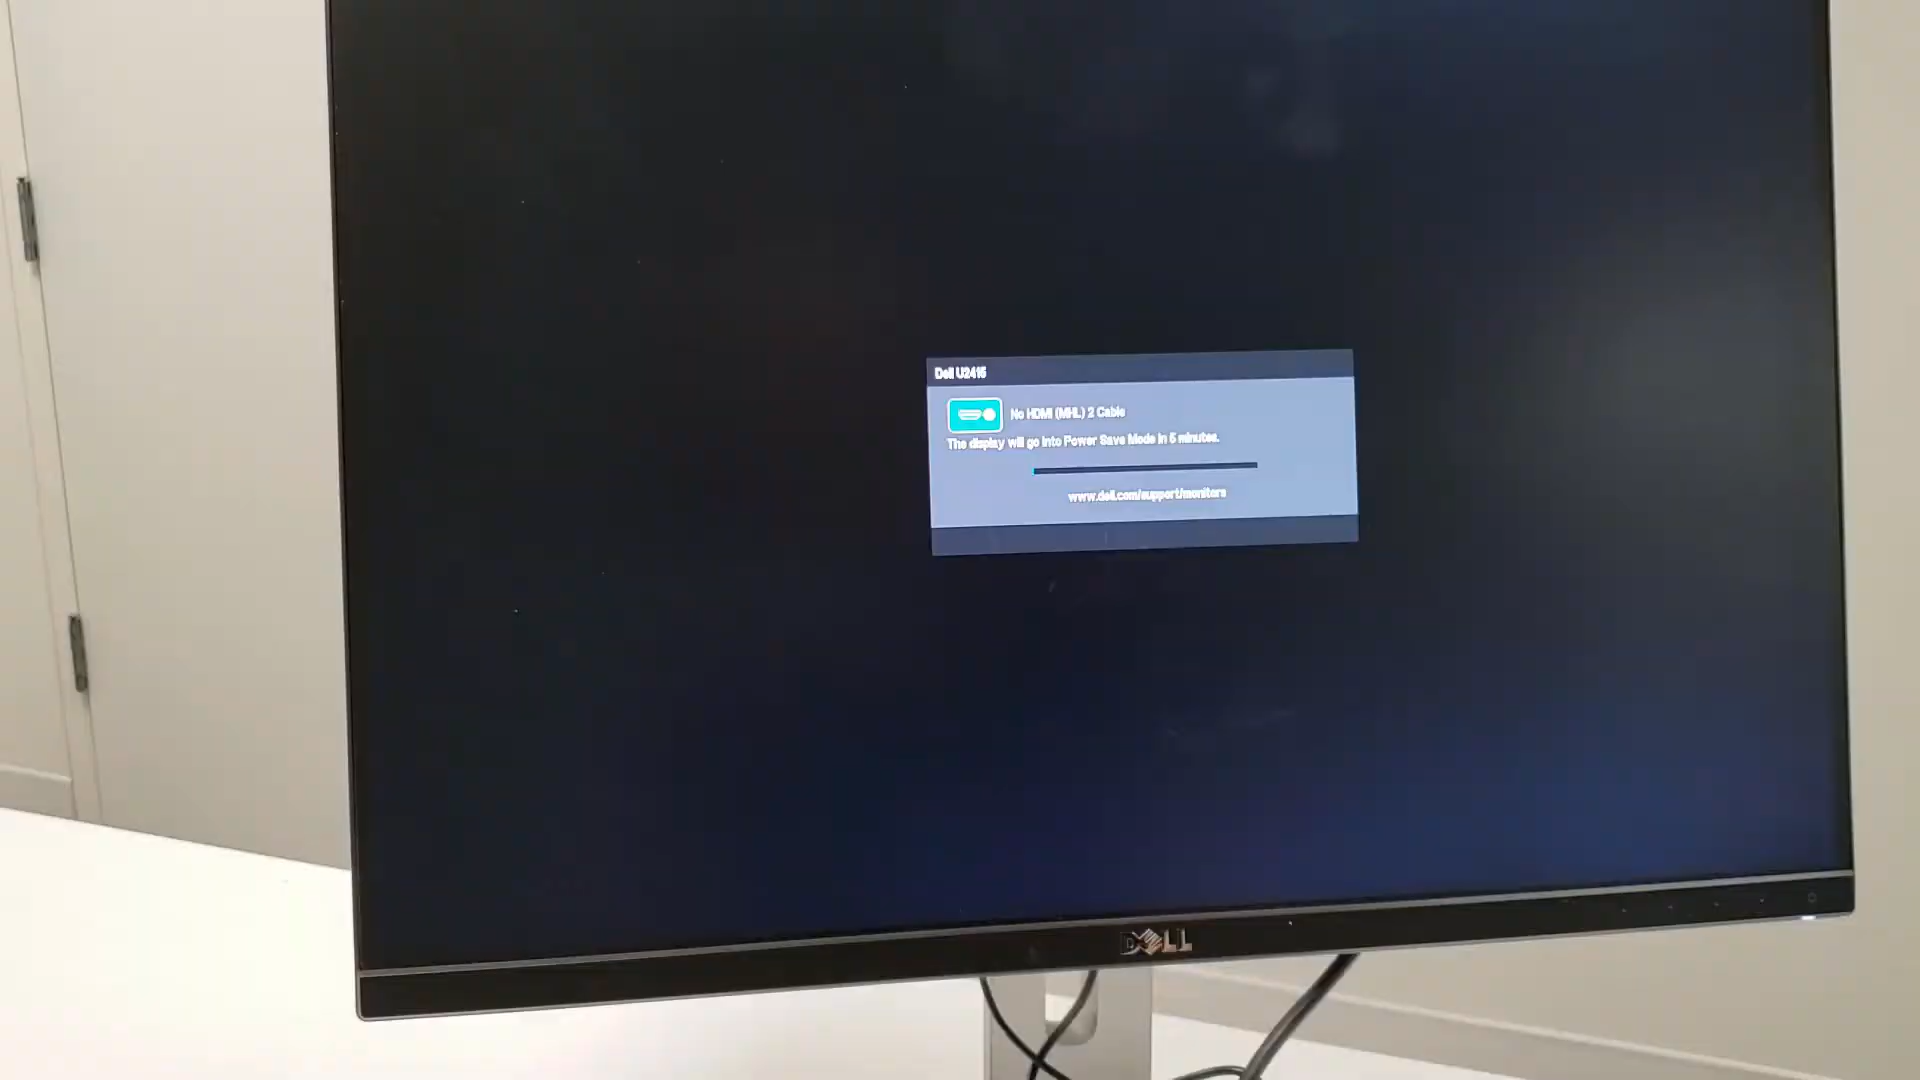 Dell U2415
No HDMI (MHL) 2 Cable
The display will go into Power Save Mode in 5 minutes.
www.dell.com/support/monitors
DELL